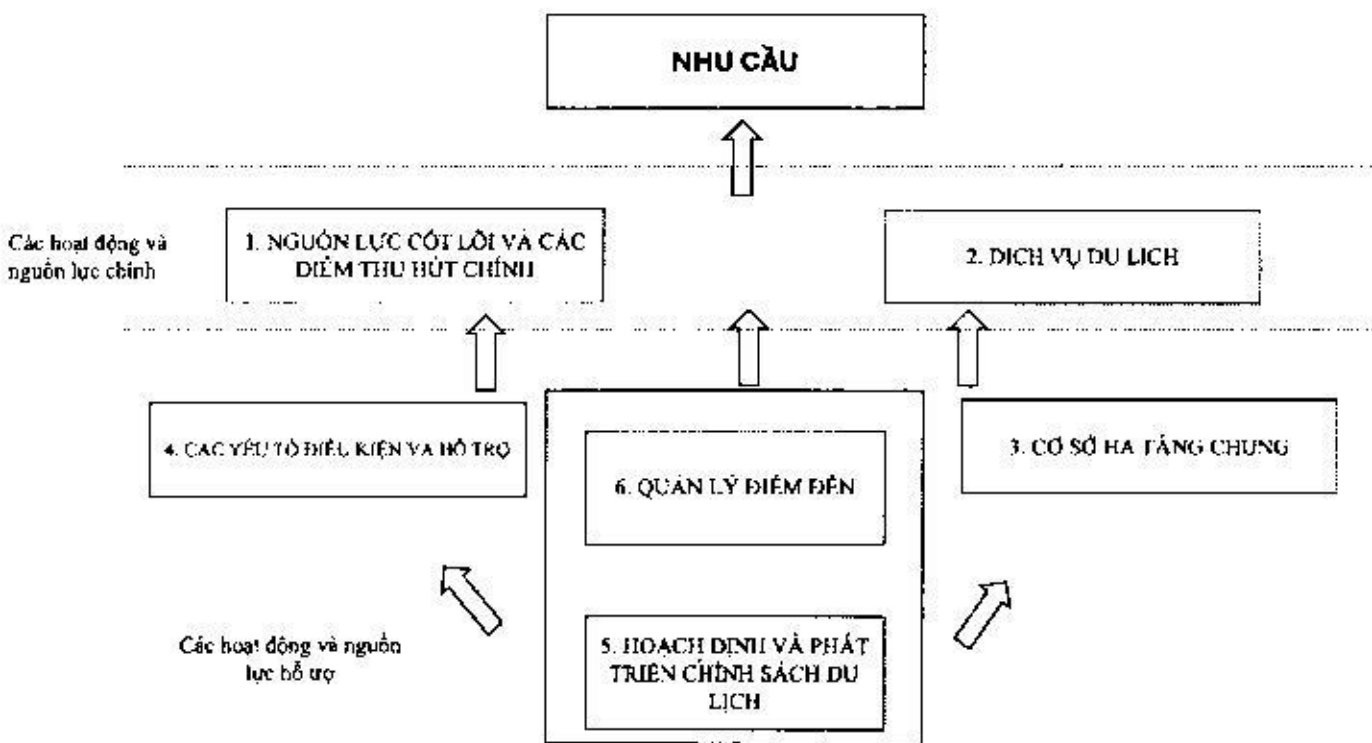 NHU CẦU
Các hoạt động và
nguồn lực chính
1. NGUỒN LỰC CỐT LÕI VÀ CÁC
ĐIỂM THU HÚT CHÍNH
2. DỊCH VỤ DU LỊCH
4. CÁC YẾU TỐ ĐIỀU KIỆN VÀ HỖ TRỢ
6. QUẢN LÝ ĐIỂM ĐẾN
3. CƠ SỞ HẠ TẦNG CHUNG
Các hoạt động và nguồn
lực hỗ trợ
5. HOẠCH ĐỊNH VÀ PHÁT
TRIỂN CHÍNH SÁCH DU
LỊCH